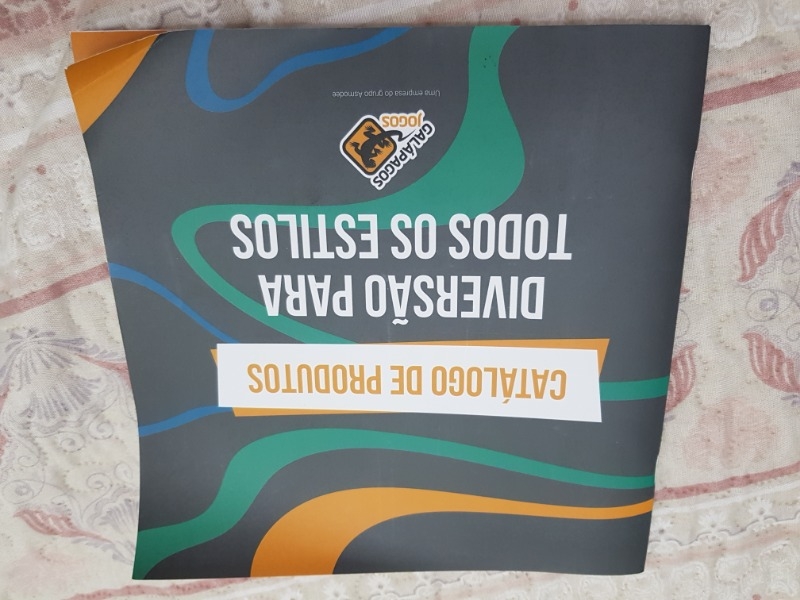 CATÁLOGO DE PRODUTOS
DIVERSÃO PARA
TODOS OS ESTILOS
GALÁPAGOS
JOGOS
Uma empresa do grupo Asmodee